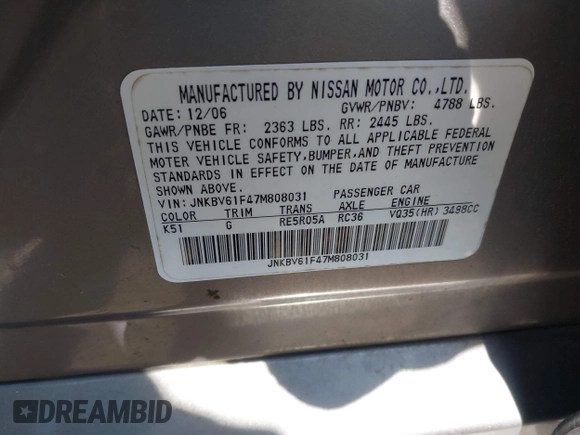 MANUFACTURED BY NISSAN MOTOR CO.,LTD.
DATE: 12/06 GVWR/PNBV: 4788 LBS.
GAWR/PNBE FR: 2363 LBS. RR: 2445 LBS.
THIS VEHICLE CONFORMS TO ALL APPLICABLE FEDERAL
MOTOR VEHICLE SAFETY,BUMPER,AND THEFT PREVENTION
STANDARDS IN EFFECT ON THE DATE OF MANUFACTURE
SHOWN ABOVE.
VIN: JNKBV61F47M808031 PASSENGER CAR
COLOR TRIM TRANS AXLE ENGINE
K51 G RE5R05A RC36 VQ35(HR) 3498CC
JNKBV61F47M808031
DREAMBID